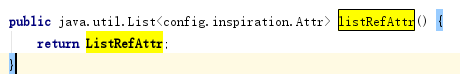 public java.util.List<config.inspiration.Attr> listRefAttr() {
    return ListRefAttr;
}